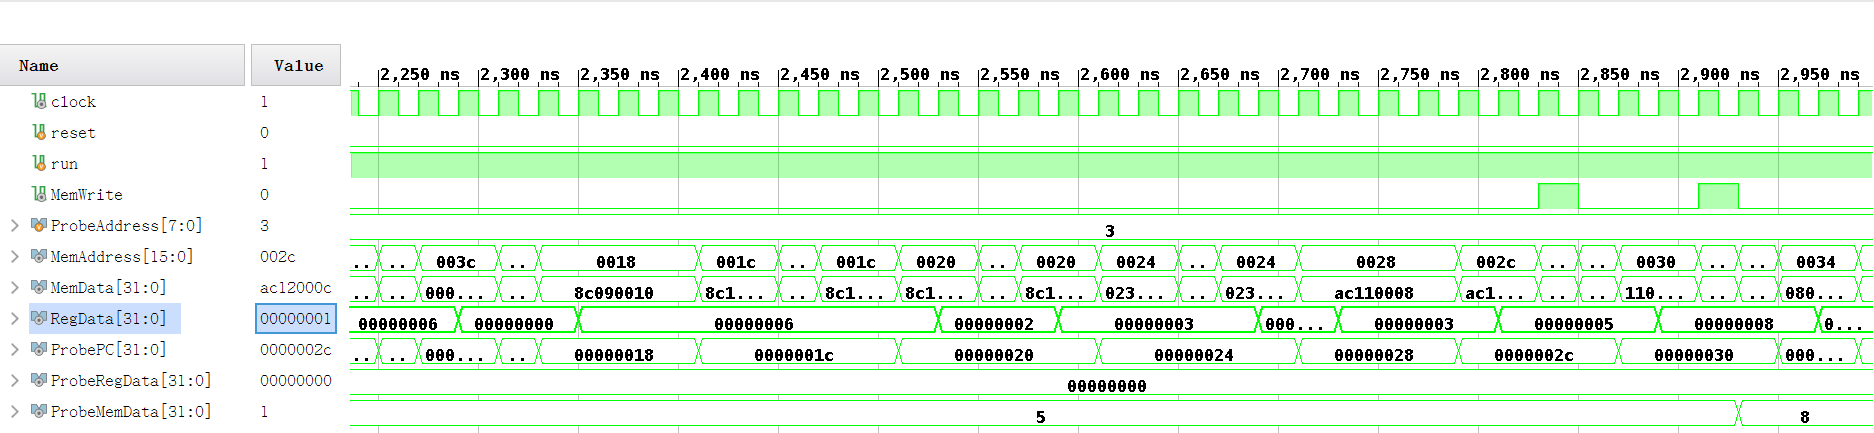 Name Value 2,250 ns 2,300 ns 2,350 ns 2,400 ns 2,450 ns 2,500 ns 2,550 ns 2,600 ns 2,650 ns 2,700 ns 2,750 ns 2,800 ns 2,850 ns 2,900 ns 2,950 ns
clock 1
reset 0
run 1
MemWrite 0
ProbeAddress[7:0] 3 3
MemAddress[15:0] 002c .. .. 003c .. 0018 001c .. 001c 0020 .. 0020 0024 .. 0024 0028 002c .. .. 0030 .. .. 0034
MemData[31:0] ac12000c .. .. 000... .. 8c090010 8c1... .. 8c1... 8c1... .. 8c1... 023... .. 023... ac110008 ac1... .. .. 110... .. .. 080...
RegData[31:0] 00000001 00000006 00000000 00000006 00000002 00000003 000... 00000003 00000005 00000008 0...
ProbePC[31:0] 0000002c .. .. 000... .. 00000018 0000001c 00000020 00000024 00000028 0000002c 00000030 000...
ProbeRegData[31:0] 00000000 00000000
ProbeMemData[31:0] 1 5 8